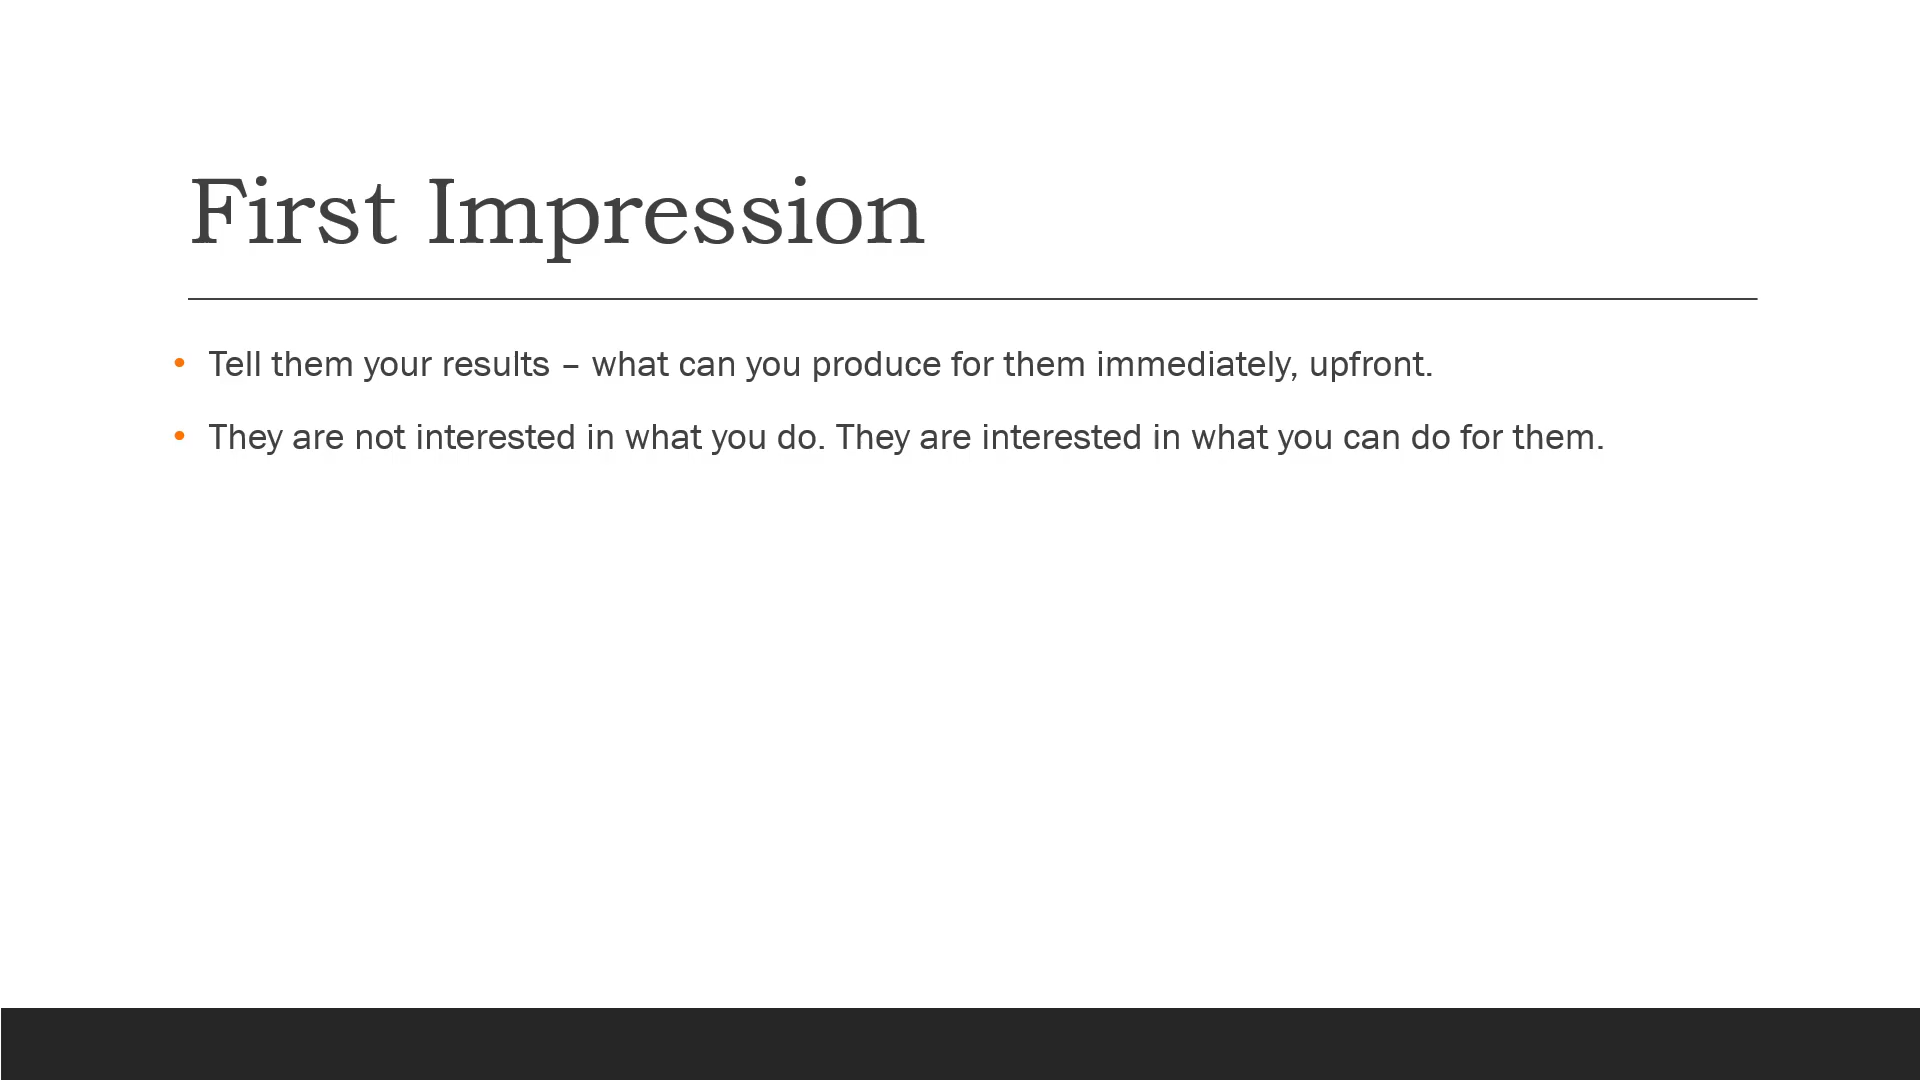 First Impression
• Tell them your results – what can you produce for them immediately, upfront.
• They are not interested in what you do. They are interested in what you can do for them.